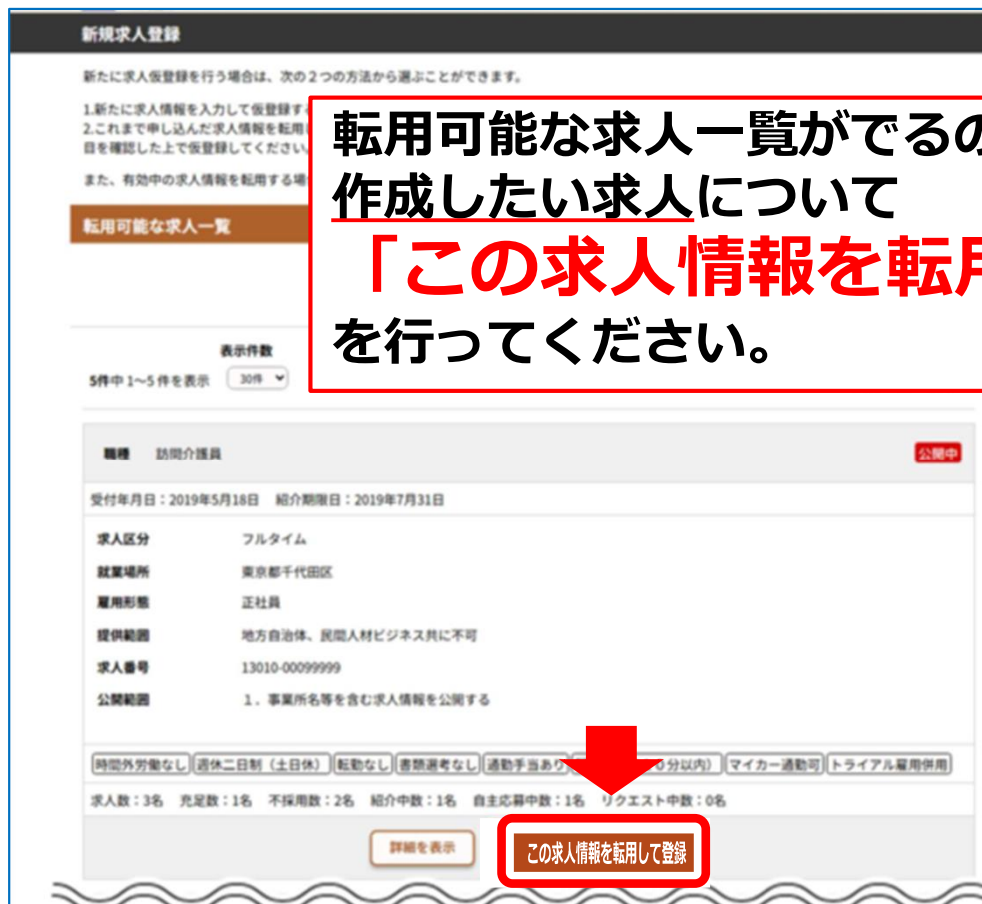 新規求人登録
新たに求人仮登録を行う場合は、次の2つの方法から選ぶことができます。
1.新たに求人情報を入力して仮登録す
2.これまで申し込んだ求人情報を転用
目を確認した上で仮登録してください
また、有効中の求人情報を転用する場
転用可能な求人一覧がでるの
作成したい求人について
「この求人情報を転用
を行ってください。
転用可能な求人一覧
表示件数
5件中 1〜5 件を表示 30件
職種 訪問介護員 公開中
受付年月日：2019年5月18日 紹介期限日：2019年7月31日
求人区分 フルタイム
就業場所 東京都千代田区
雇用形態 正社員
提供範囲 地方自治体、民間人材ビジネス共に不可
求人番号 13010-00099999
公開範囲 1．事業所名等を含む求人情報を公開する
時間外労働なし 週休二日制（土日休） 転勤なし 書類選考なし 通勤手当あり 0分以内） マイカー通勤可 トライアル雇用併用
求人数：3名 充足数：1名 不採用数：2名 紹介中数：1名 自主応募中数：1名 リクエスト中数：0名
詳細を表示 この求人情報を転用して登録